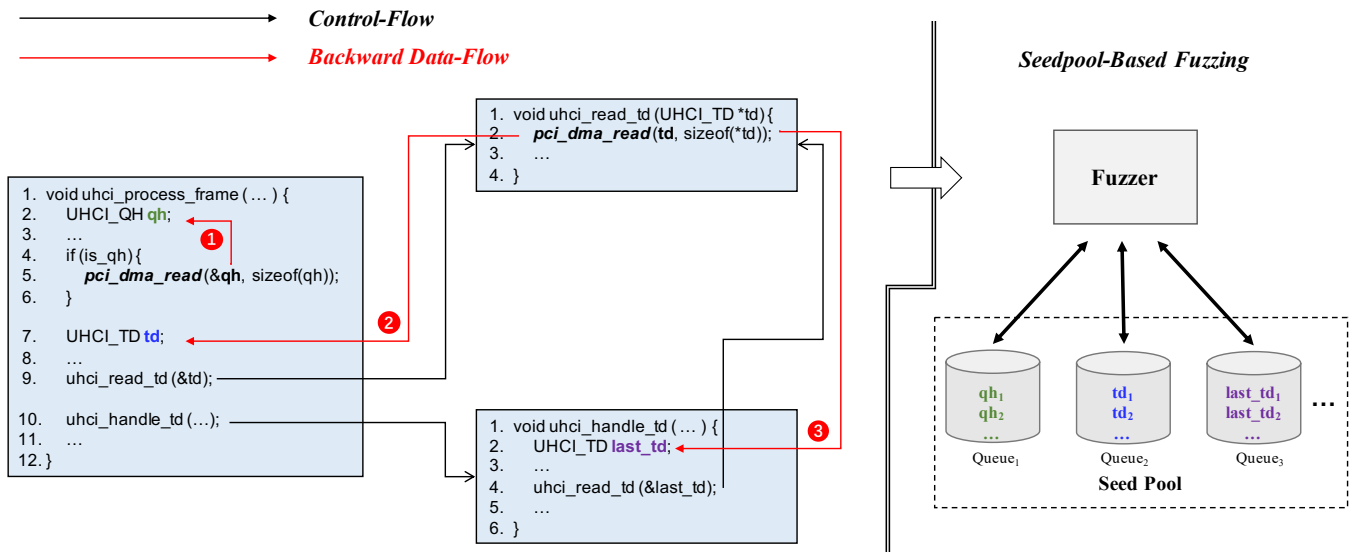 Control-Flow
Backward Data-Flow
1. void uhci_process_frame ( … ) {
2. UHCI_QH qh;
3. …
4. if (is_qh) {
5. pci_dma_read(&qh, sizeof(qh));
6. }
7. UHCI_TD td;
8. …
9. uhci_read_td (&td);
10. uhci_handle_td (…);
11. …
12. }
1
2
1. void uhci_read_td (UHCI_TD *td) {
2. pci_dma_read(td, sizeof(*td));
3. …
4. }
1. void uhci_handle_td ( … ) {
2. UHCI_TD last_td;
3. …
4. uhci_read_td (&last_td);
5. …
6. }
3
Seedpool-Based Fuzzing
Fuzzer
qh1
qh2
…
Queue1
td1
td2
…
Queue2
last_td1
last_td2
…
Queue3
…
Seed Pool